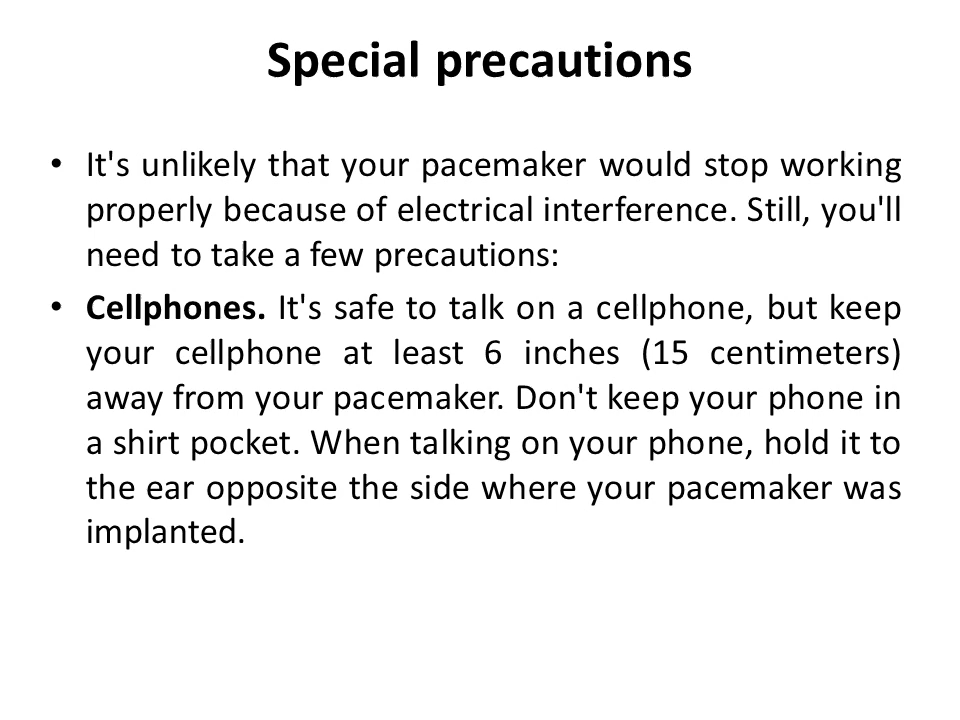 Special precautions
• It's unlikely that your pacemaker would stop working
properly because of electrical interference. Still, you'll
need to take a few precautions:
• Cellphones. It's safe to talk on a cellphone, but keep
your cellphone at least 6 inches (15 centimeters)
away from your pacemaker. Don't keep your phone in
a shirt pocket. When talking on your phone, hold it to
the ear opposite the side where your pacemaker was
implanted.